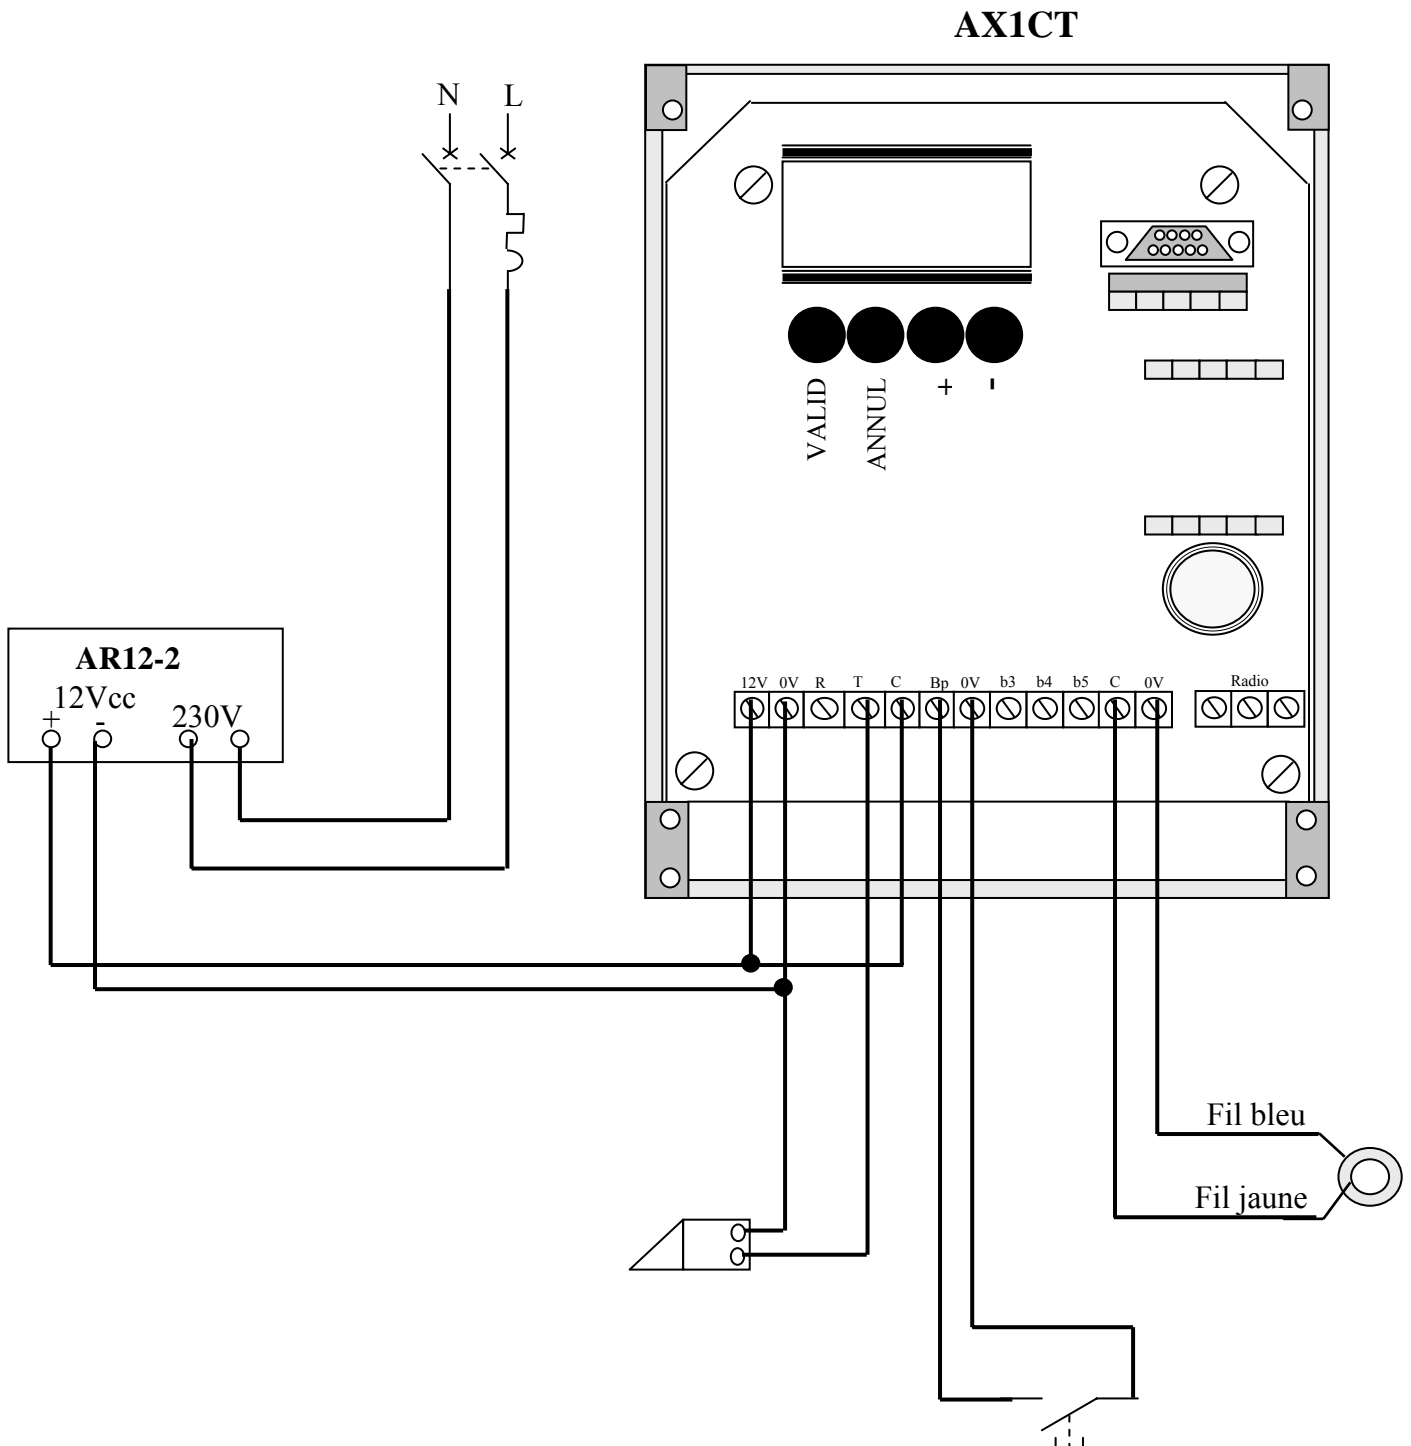 AX1CT
N L
VALID
ANNUL
+
-
AR12-2
12Vcc
+ -
230V
12V 0V R T C Bp 0V b3 b4 b5 C 0V
Radio
Fil bleu
Fil jaune